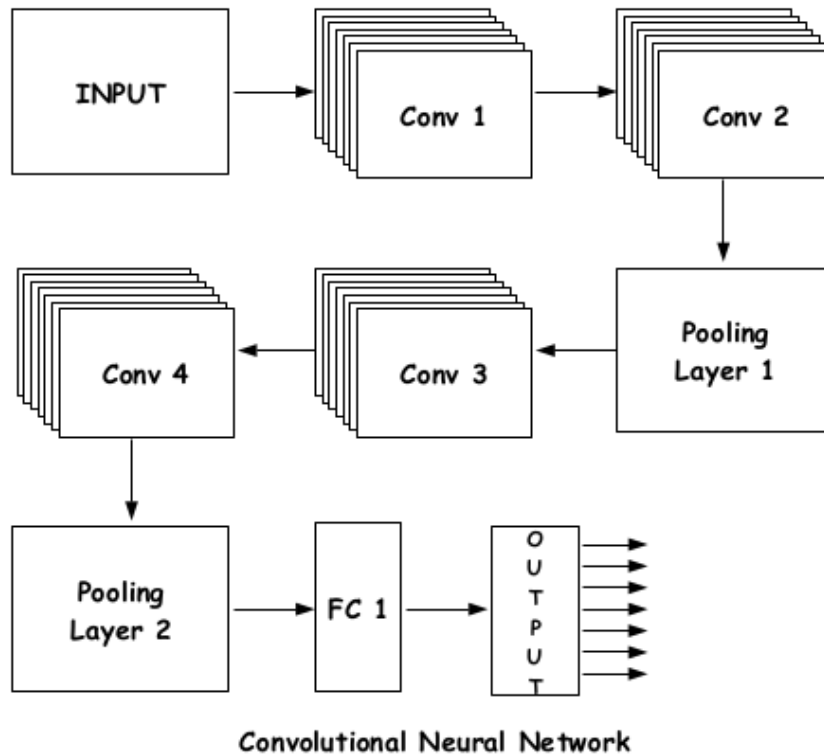 INPUT
Conv 1
Conv 2
Pooling
Layer 1
Conv 3
Conv 4
Pooling
Layer 2
FC 1
OUTPUT
Convolutional Neural Network